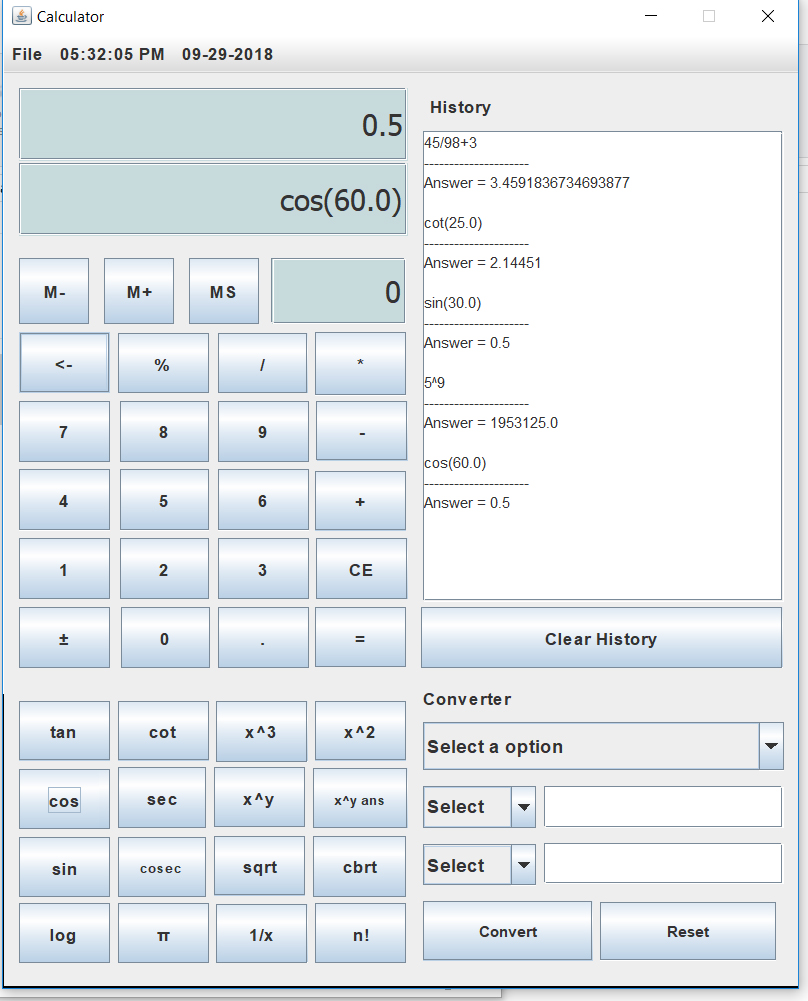 Calculator
File 05:32:05 PM 09-29-2018
0.5
cos(60.0)
M- M+ MS 0
<- % / *
7 8 9 -
4 5 6 +
1 2 3 CE
± 0 . =
tan cot x^3 x^2
cos sec x^y x^y ans
sin cosec sqrt cbrt
log π 1/x n!
History
45/98+3
---------------------
Answer = 3.4591836734693877
cot(25.0)
---------------------
Answer = 2.14451
sin(30.0)
---------------------
Answer = 0.5
5^9
---------------------
Answer = 1953125.0
cos(60.0)
---------------------
Answer = 0.5
Clear History
Converter
Select a option
Select
Select
Convert Reset